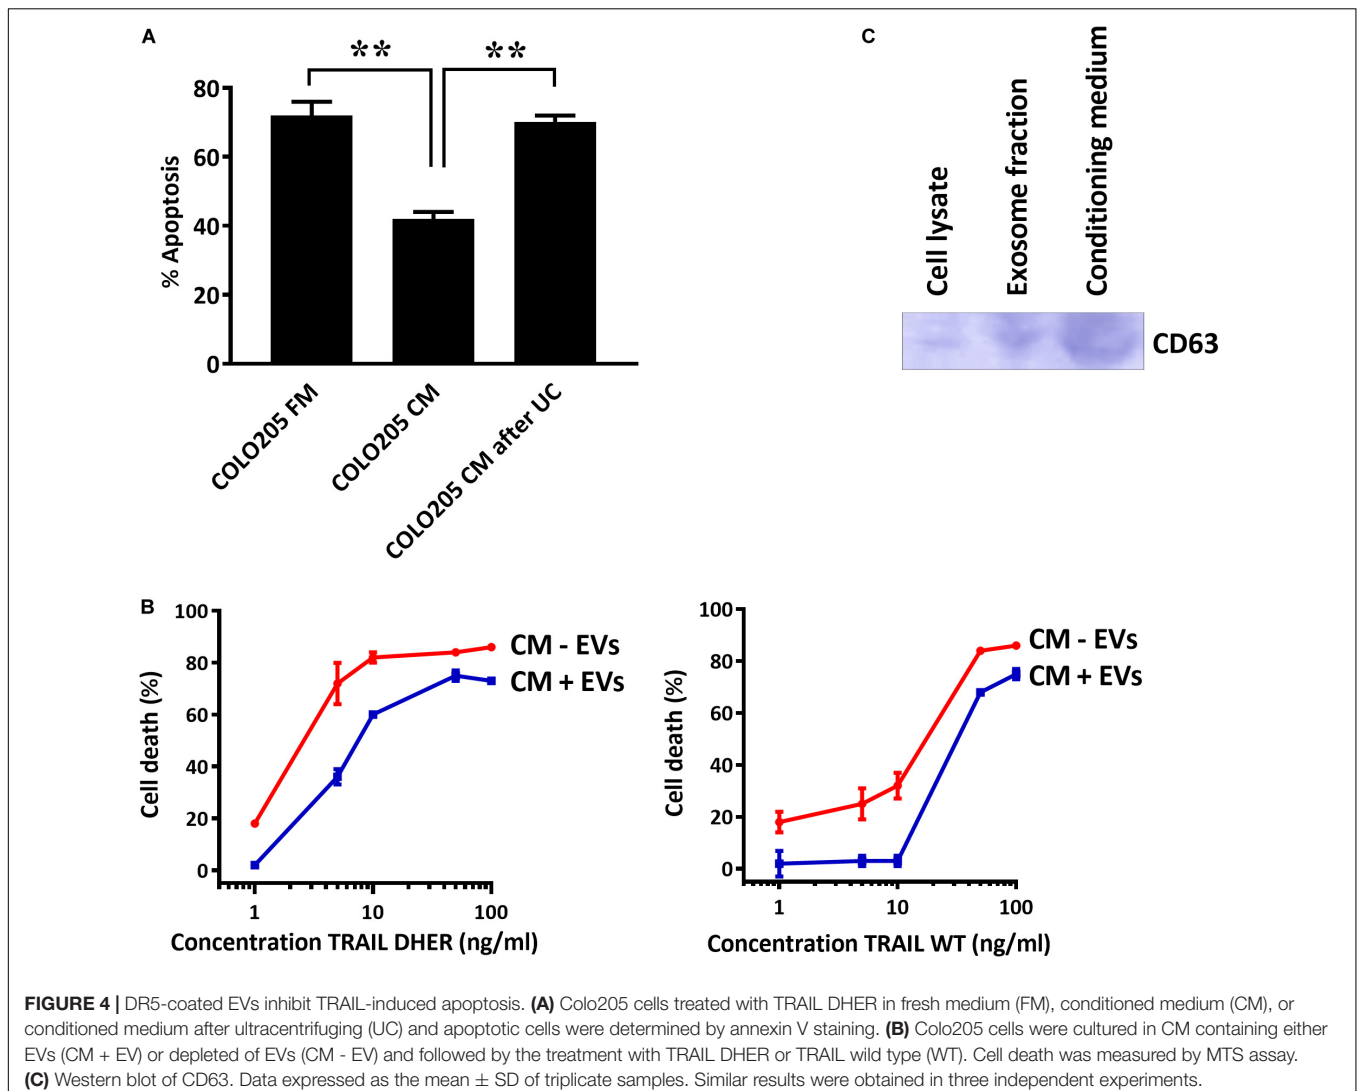 A
**
**
80
60
40
20
0
% Apoptosis
COLO205 FM
COLO205 CM
COLO205 CM after UC
C
Cell lysate
Exosome fraction
Conditioning medium
CD63
B
100
80
60
40
20
0
Cell death (%)
CM - EVs
CM + EVs
1
10
100
Concentration TRAIL DHER (ng/ml)
100
80
60
40
20
0
Cell death (%)
CM - EVs
CM + EVs
1
10
100
Concentration TRAIL WT (ng/ml)
FIGURE 4 | DR5-coated EVs inhibit TRAIL-induced apoptosis. (A) Colo205 cells treated with TRAIL DHER in fresh medium (FM), conditioned medium (CM), or
conditioned medium after ultracentrifuging (UC) and apoptotic cells were determined by annexin V staining. (B) Colo205 cells were cultured in CM containing either
EVs (CM + EV) or depleted of EVs (CM - EV) and followed by the treatment with TRAIL DHER or TRAIL wild type (WT). Cell death was measured by MTS assay.
(C) Western blot of CD63. Data expressed as the mean ± SD of triplicate samples. Similar results were obtained in three independent experiments.